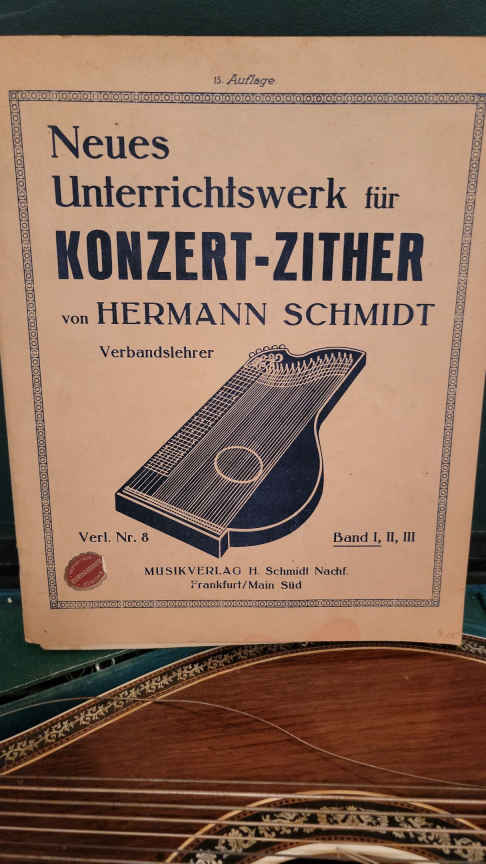 15. Auflage
Neues
Unterrichtswerk für
KONZERT-ZITHER
von HERMANN SCHMIDT
Verbandslehrer
Verl. Nr. 8
Band I, II, III
MUSIKVERLAG H. Schmidt Nachf.
Frankfurt/Main Süd